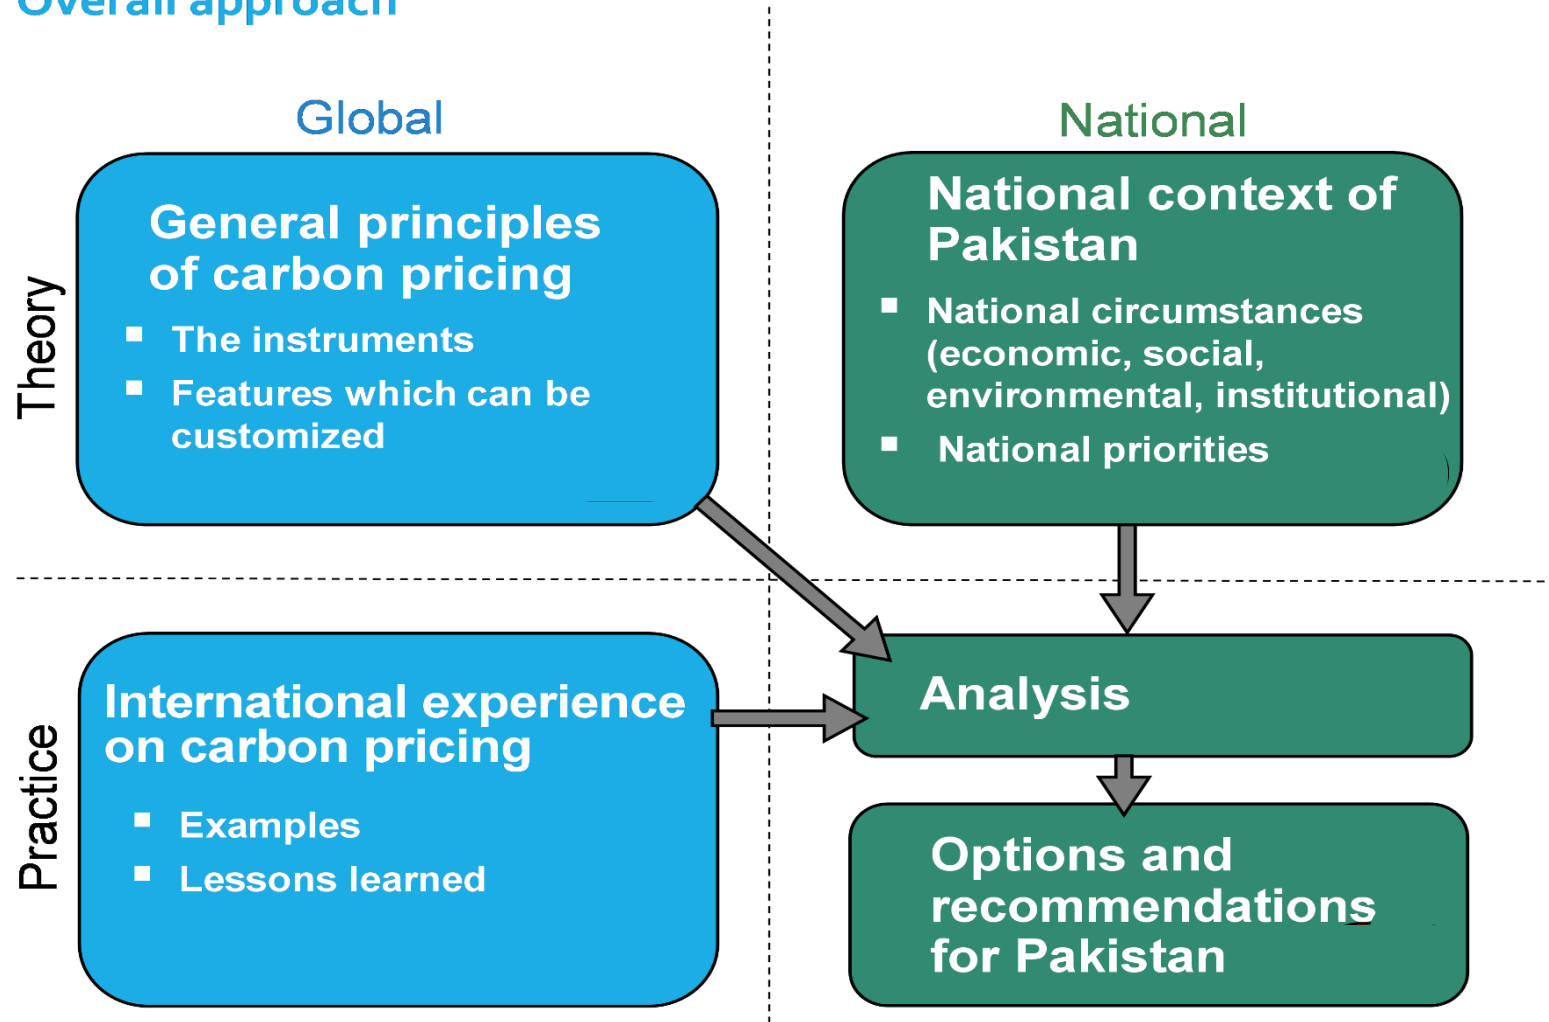 Overall approach
Global
National
Theory
General principles
of carbon pricing
▪ The instruments
▪ Features which can be
customized
National context of
Pakistan
▪ National circumstances
(economic, social,
environmental, institutional)
▪ National priorities
Practice
International experience
on carbon pricing
▪ Examples
▪ Lessons learned
Analysis
Options and
recommendations
for Pakistan